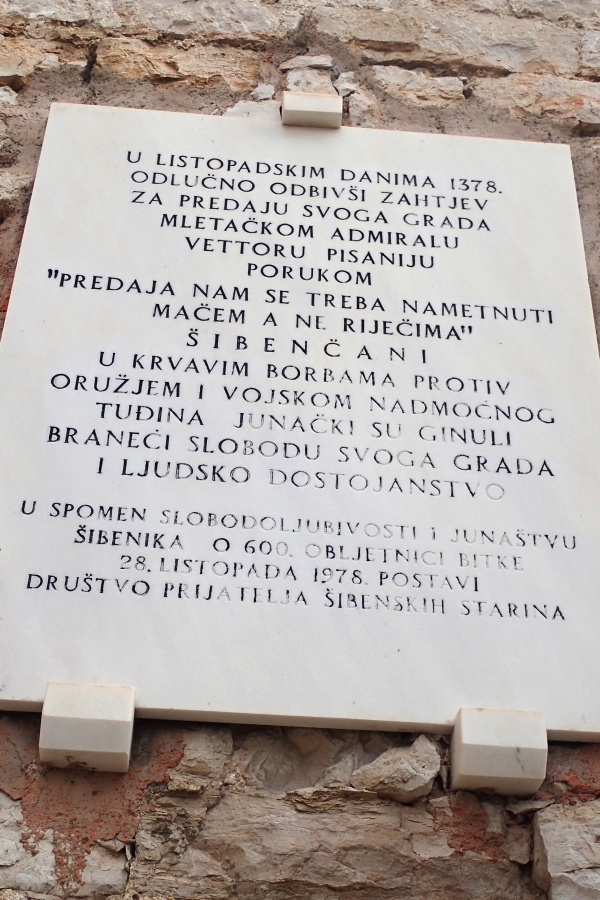 U LISTOPADSKIM DANIMA 1378.
ODLUČNO ODBIVŠI ZAHTJEV
ZA PREDAJU SVOGA GRADA
MLETAČKOM ADMIRALU
VETTORU PISANIJU
PORUKOM
"PREDAJA NAM SE TREBA NAMETNUTI
MAČEM A NE RIJEČIMA"
ŠIBENČANI
U KRVAVIM BORBAMA PROTIV
ORUŽJEM I VOJSKOM NADMOĆNOG
TUĐINA JUNAČKI SU GINULI
BRANEĆI SLOBODU SVOGA GRADA
I LJUDSKO DOSTOJANSTVO
U SPOMEN SLOBODOLJUBIVOSTI I JUNAŠTVU
ŠIBENIKA O 600. OBLJETNICI BITKE
28. LISTOPADA 1978. POSTAVI
DRUŠTVO PRIJATELJA ŠIBENSKIH STARINA